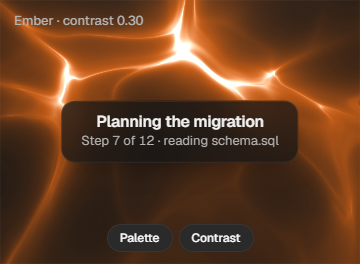 Ember · contrast 0.30
Planning the migration
Step 7 of 12 · reading schema.sql
Palette
Contrast